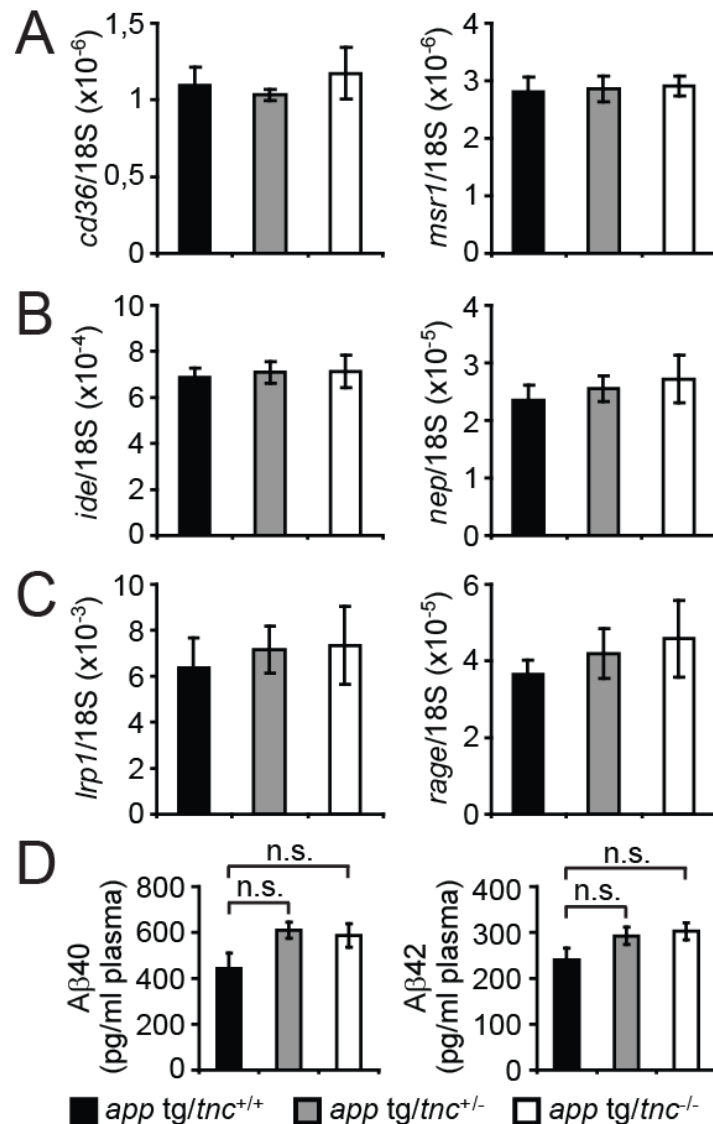 A
cd36/18S (x10⁻⁶)
1,5
1
0,5
0
msr1/18S (x10⁻⁶)
4
3
2
1
0
B
ide/18S (x10⁻⁴)
10
8
6
4
2
0
nep/18S (x10⁻⁵)
4
3
2
1
0
C
lrp1/18S (x10⁻³)
10
8
6
4
2
0
rage/18S (x10⁻⁵)
6
4
2
0
D
Aβ40
(pg/ml plasma)
800
600
400
200
0
n.s.
n.s.
Aβ42
(pg/ml plasma)
400
300
200
100
0
n.s.
n.s.
app tg/tnc⁺/⁺ app tg/tnc⁺/⁻ app tg/tnc⁻/⁻